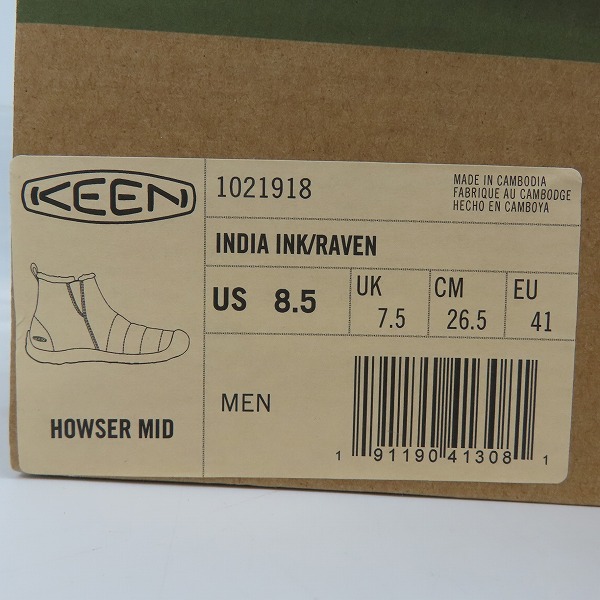 KEEN
1021918
MADE IN CAMBODIA
FABRIQUE AU CAMBODGE
HECHO EN CAMBOYA
INDIA INK/RAVEN
US 8.5
UK 7.5
CM 26.5
EU 41
HOWSER MID
MEN
1 91190 41308 1